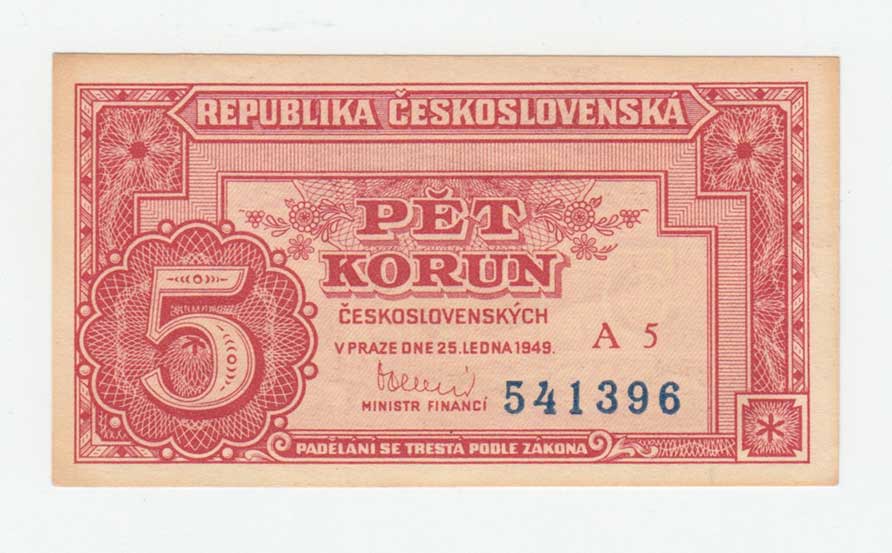 REPUBLIKA ČESKOSLOVENSKÁ
PĚT
KORUN
ČESKOSLOVENSKÝCH
V PRAZE DNE 25. LEDNA 1949.
A 5
5
MINISTR FINANCÍ
541396
PADĚLÁNÍ SE TRESTÁ PODLE ZÁKONA